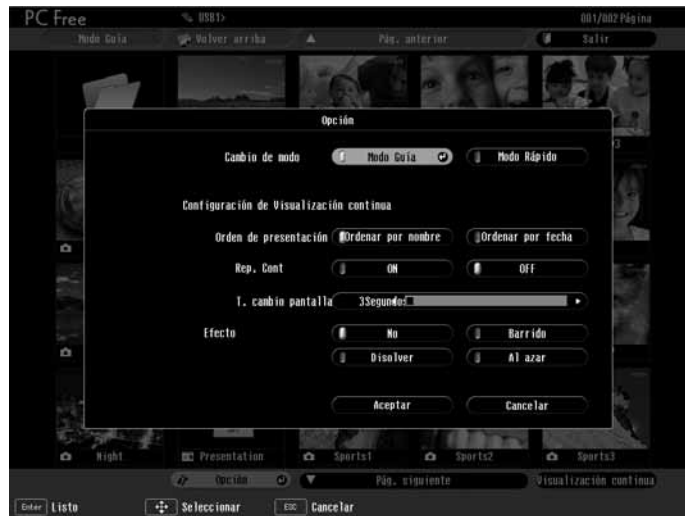 PC Free USB1> 001/002 Página
Modo Guía Volver arriba Pág. anterior Salir
Opción
Cambio de modo Modo Guía Modo Rápido
Configuración de Visualización continua
Orden de presentación Ordenar por nombre Ordenar por fecha
Rep. Cont ON OFF
T. cambio pantalla 3Segundos
Efecto No Barrido
Disolver Al azar
Aceptar Cancelar
Night Presentation Sports1 Sports2 Sports3
Opción Pág. siguiente Visualización continua
Enter Listo Seleccionar ESC Cancelar